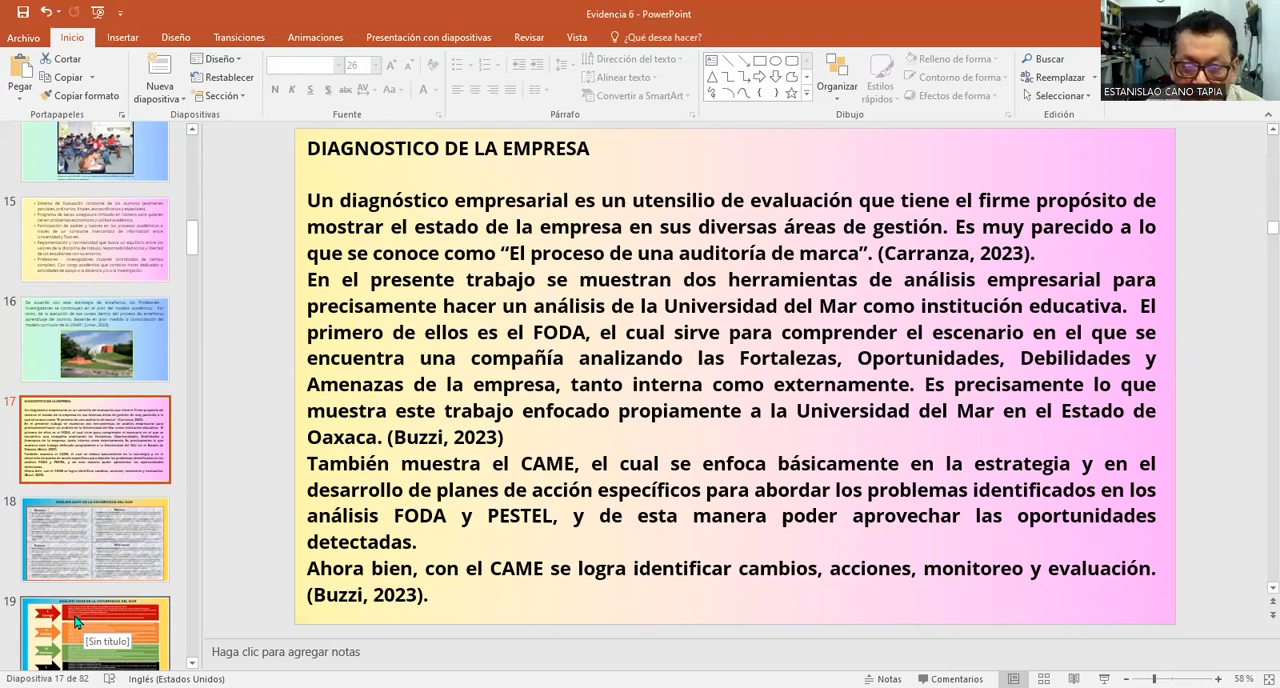 Evidencia 6 - PowerPoint
Archivo Inicio Insertar Diseño Transiciones Animaciones Presentación con diapositivas Revisar Vista ¿Qué desea hacer?
ESTANISLAO CANO TAPIA
Pegar
Cortar
Copiar
Copiar formato
Portapapeles
Nueva
diapositiva
Diseño
Restablecer
Sección
Diapositivas
26
N K S S abc AV Aa A
Fuente
Dirección del texto
Alinear texto
Convertir a SmartArt
Párrafo
Organizar
Estilos
rápidos
Relleno de forma
Contorno de forma
Efectos de forma
Dibujo
Buscar
Reemplazar
Seleccionar
Edición
15
16
17
18
19
[Sin título]
DIAGNOSTICO DE LA EMPRESA
Un diagnóstico empresarial es un utensilio de evaluación que tiene el firme propósito de
mostrar el estado de la empresa en sus diversas áreas de gestión. Es muy parecido a lo
que se conoce como “El proceso de una auditoría de marca”. (Carranza, 2023).
En el presente trabajo se muestran dos herramientas de análisis empresarial para
precisamente hacer un análisis de la Universidad del Mar como institución educativa. El
primero de ellos es el FODA, el cual sirve para comprender el escenario en el que se
encuentra una compañía analizando las Fortalezas, Oportunidades, Debilidades y
Amenazas de la empresa, tanto interna como externamente. Es precisamente lo que
muestra este trabajo enfocado propiamente a la Universidad del Mar en el Estado de
Oaxaca. (Buzzi, 2023)
También muestra el CAME, el cual se enfoca básicamente en la estrategia y en el
desarrollo de planes de acción específicos para abordar los problemas identificados en los
análisis FODA y PESTEL, y de esta manera poder aprovechar las oportunidades
detectadas.
Ahora bien, con el CAME se logra identificar cambios, acciones, monitoreo y evaluación.
(Buzzi, 2023).
Haga clic para agregar notas
Diapositiva 17 de 82 Inglés (Estados Unidos) Notas Comentarios 58 %